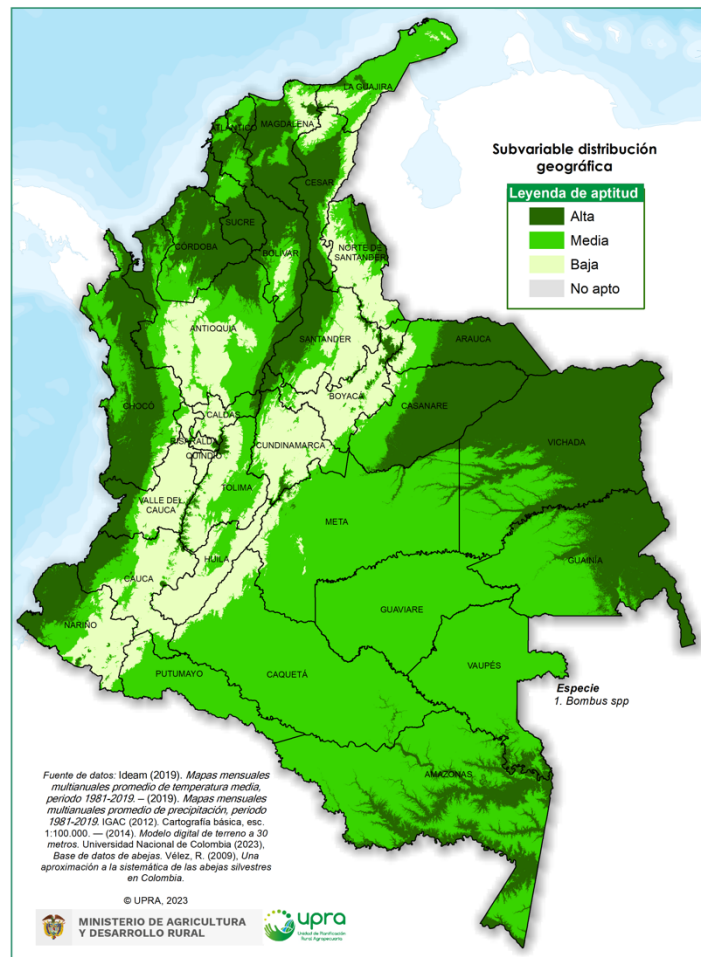 LA GUAJIRA
ATLÁNTICO
MAGDALENA
CESAR
SUCRE
CÓRDOBA
BOLÍVAR
NORTE DE
SANTANDER
ANTIOQUIA
SANTANDER
ARAUCA
CHOCÓ
BOYACÁ
CASANARE
CALDAS
RISARALDA
CUNDINAMARCA
VICHADA
QUINDÍO
TOLIMA
VALLE DEL
CAUCA
META
HUILA
GUAINÍA
CAUCA
GUAVIARE
NARIÑO
VAUPÉS
PUTUMAYO
CAQUETÁ
AMAZONAS
Subvariable distribución
geográfica
Leyenda de aptitud
Alta
Media
Baja
No apto
Especie
1. Bombus spp
Fuente de datos: Ideam (2019). Mapas mensuales
multianuales promedio de temperatura media,
periodo 1981-2019. – (2019). Mapas mensuales
multianuales promedio de precipitación, periodo
1981-2019. IGAC (2012). Cartografía básica, esc.
1:100.000. — (2014). Modelo digital de terreno a 30
metros. Universidad Nacional de Colombia (2023),
Base de datos de abejas. Vélez, R. (2009), Una
aproximación a la sistemática de las abejas silvestres
en Colombia.
© UPRA, 2023
MINISTERIO DE AGRICULTURA
Y DESARROLLO RURAL
upra
Unidad de Planificación
Rural Agropecuaria